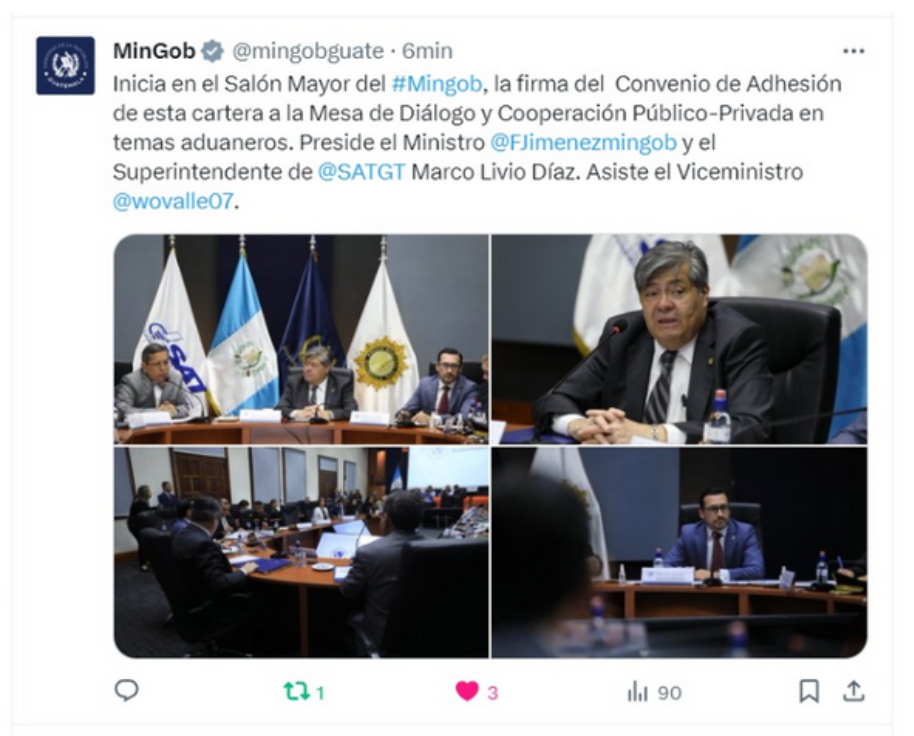 MinGob @mingobguate · 6min
Inicia en el Salón Mayor del #Mingob, la firma del Convenio de Adhesión
de esta cartera a la Mesa de Diálogo y Cooperación Público-Privada en
temas aduaneros. Preside el Ministro @FJimenezmingob y el
Superintendente de @SATGT Marco Livio Díaz. Asiste el Viceministro
@wovalle07.
SAT
1
3
90